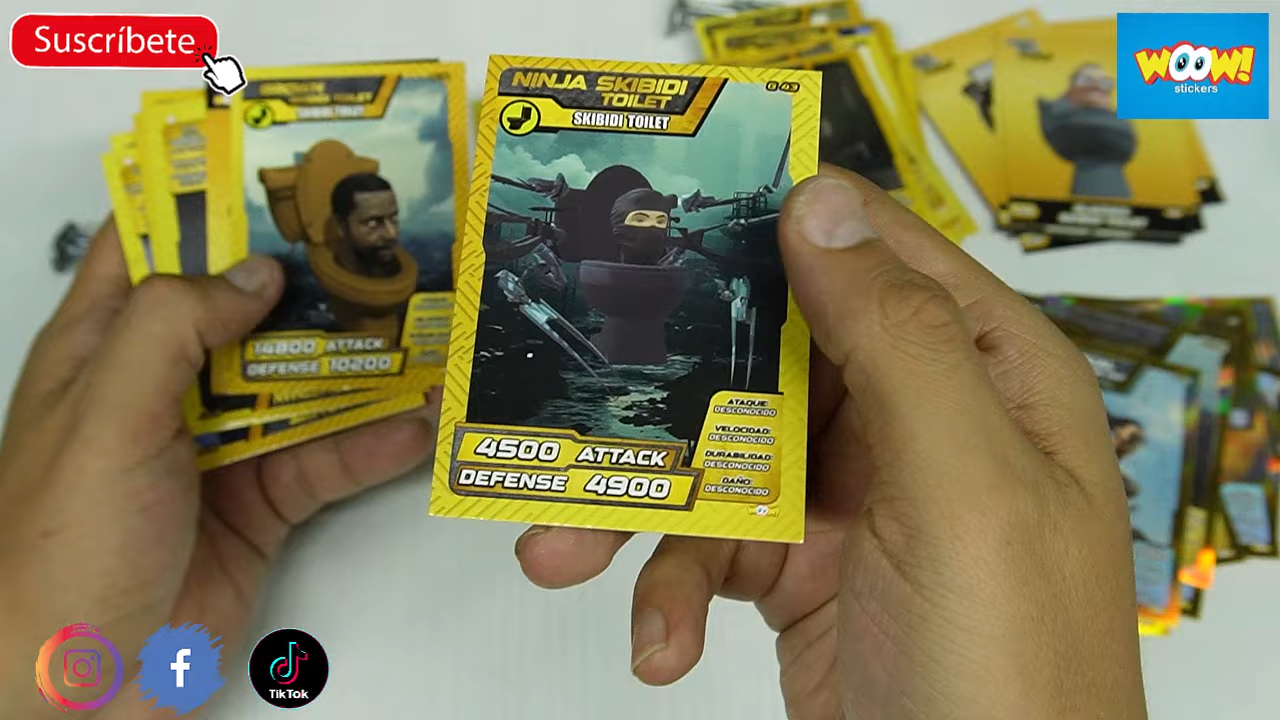 Suscríbete
WOOW!
stickers
NINJA SKIBIDI
TOILET
043
SKIBIDI TOILET
4500 ATTACK
DEFENSE 4900
ATAQUE:
DESCONOCIDO
VELOCIDAD:
DESCONOCIDO
DURABILIDAD:
DESCONOCIDO
DAÑO:
DESCONOCIDO
14800 ATTACK
DEFENSE 10200
TikTok